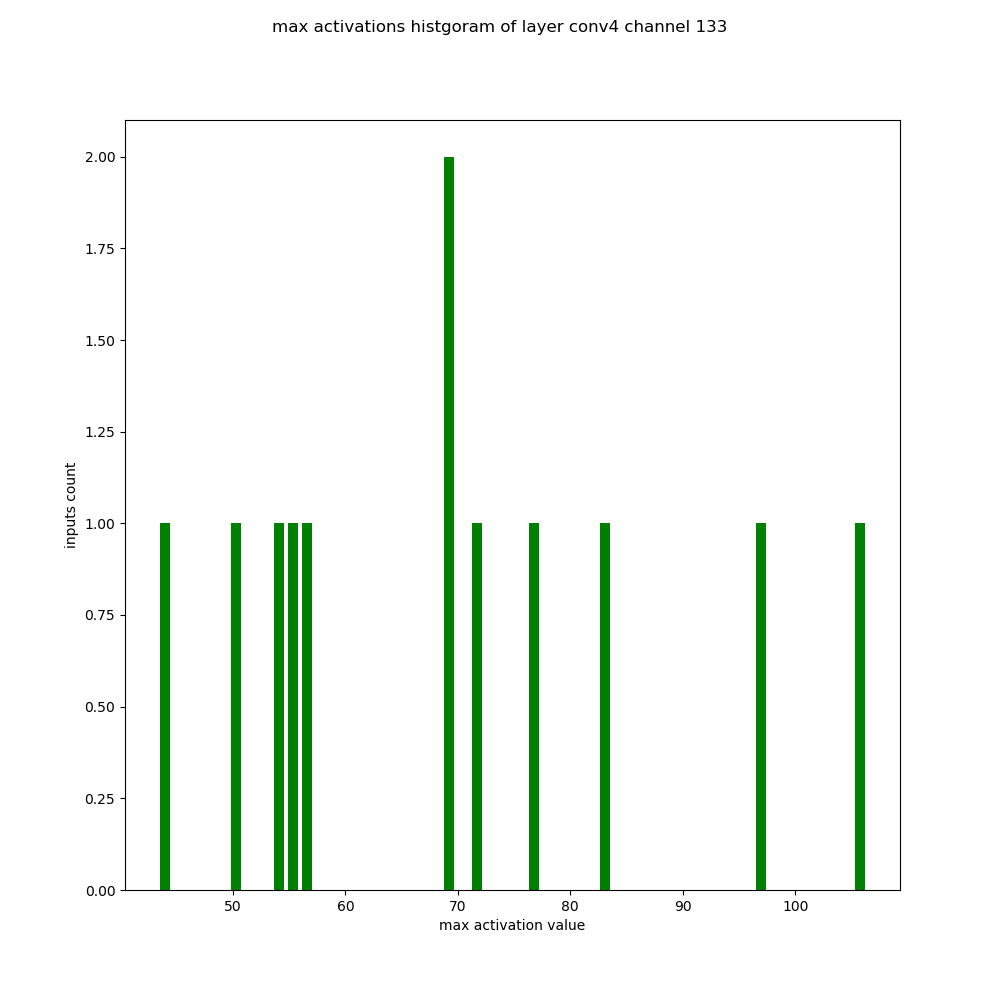 max activations histgoram of layer conv4 channel 133
2.00
1.75
1.50
1.25
1.00
0.75
0.50
0.25
0.00
inputs count
50 60 70 80 90 100
max activation value